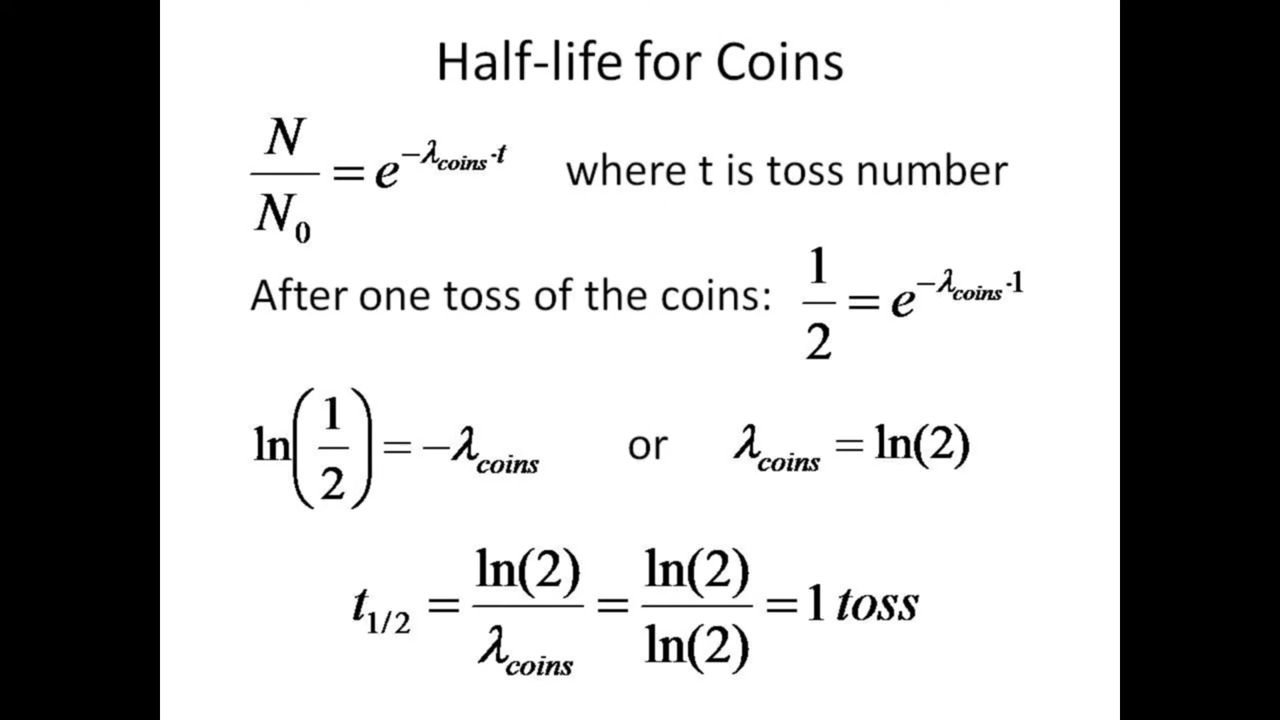 Half-life for Coins
N/N₀ = e^(−λ_coins·t) where t is toss number
After one toss of the coins: 1/2 = e^(−λ_coins·1)
ln(1/2) = −λ_coins or λ_coins = ln(2)
t_1/2 = ln(2)/λ_coins = ln(2)/ln(2) = 1 toss